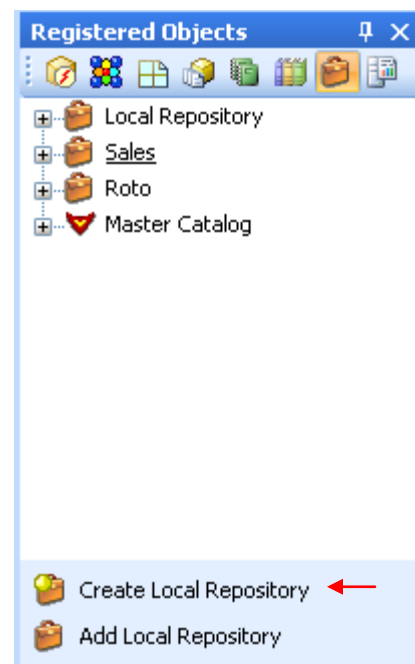 Registered Objects
Local Repository
Sales
Roto
Master Catalog
Create Local Repository
Add Local Repository